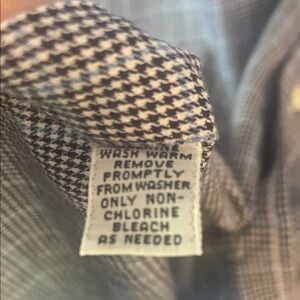 WASH WARM
REMOVE
PROMPTLY
FROM WASHER
ONLY NON-
CHLORINE
BLEACH
AS NEEDED